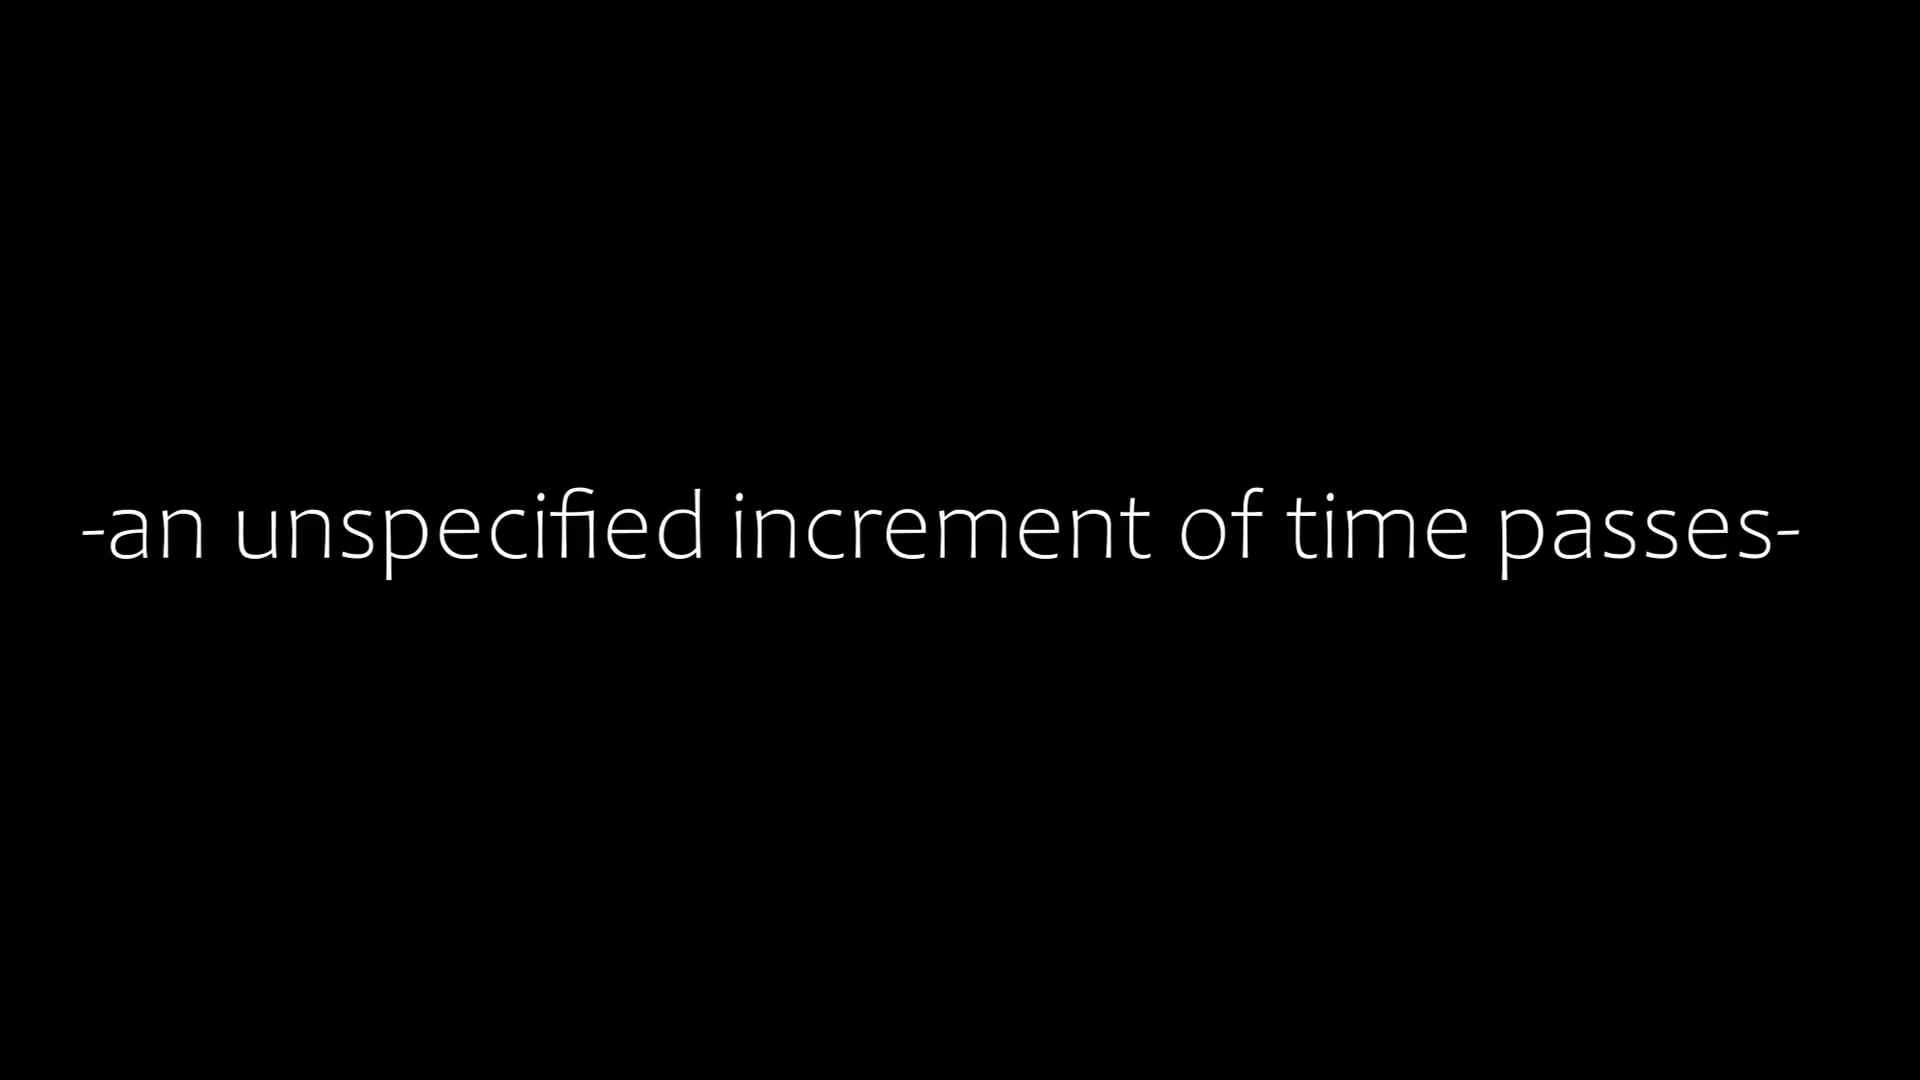 -an unspecified increment of time passes-